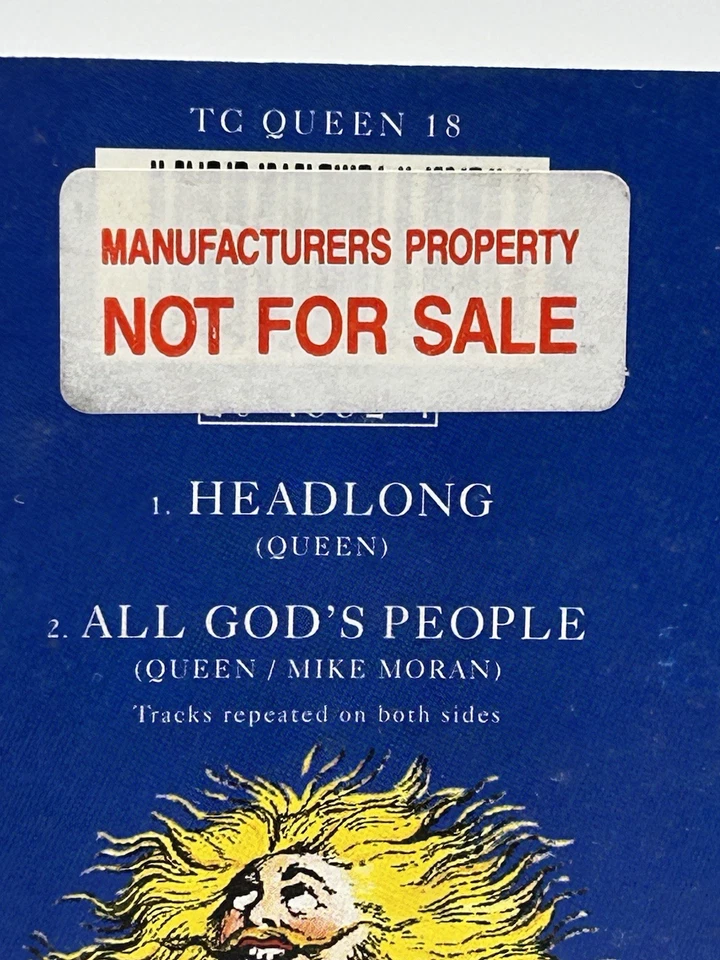 TC QUEEN 18
MANUFACTURERS PROPERTY
NOT FOR SALE
1. HEADLONG
(QUEEN)
2. ALL GOD'S PEOPLE
(QUEEN / MIKE MORAN)
Tracks repeated on both sides